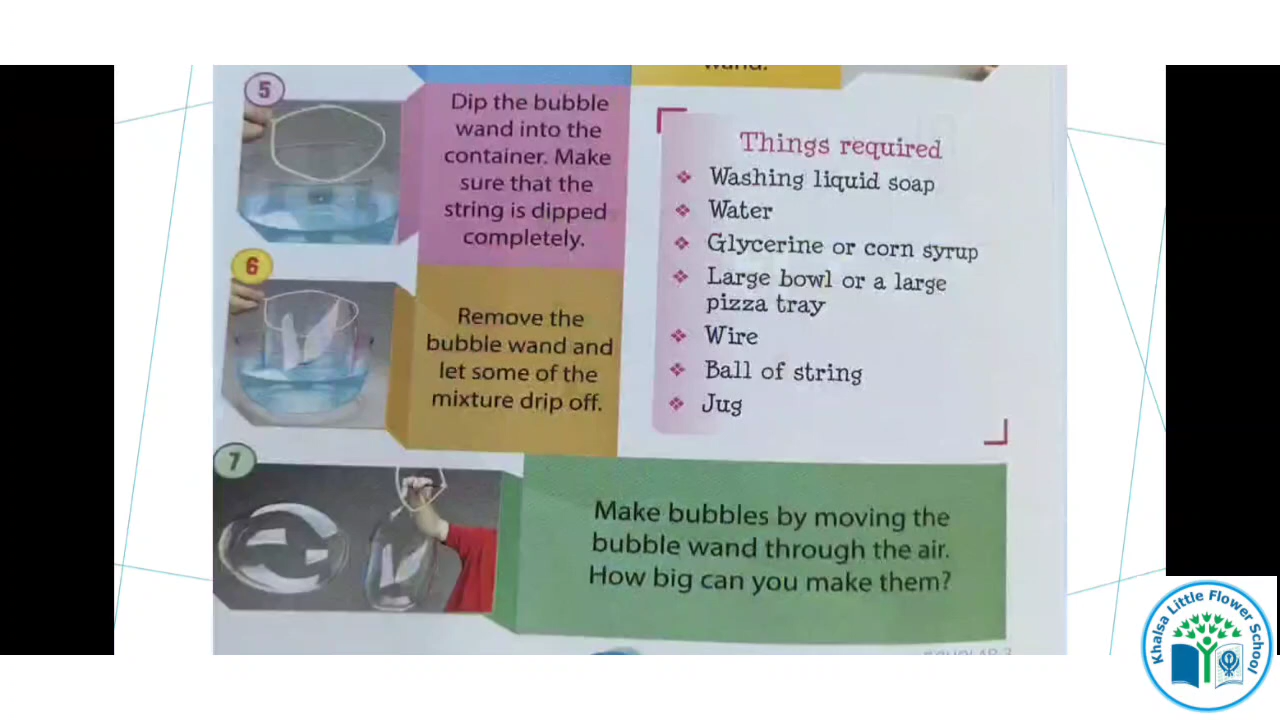 wand.
5
Dip the bubble
wand into the
container. Make
sure that the
string is dipped
completely.
6
Remove the
bubble wand and
let some of the
mixture drip off.
Things required
Washing liquid soap
Water
Glycerine or corn syrup
Large bowl or a large
pizza tray
Wire
Ball of string
Jug
7
Make bubbles by moving the
bubble wand through the air.
How big can you make them?
Khalsa Little Flower School